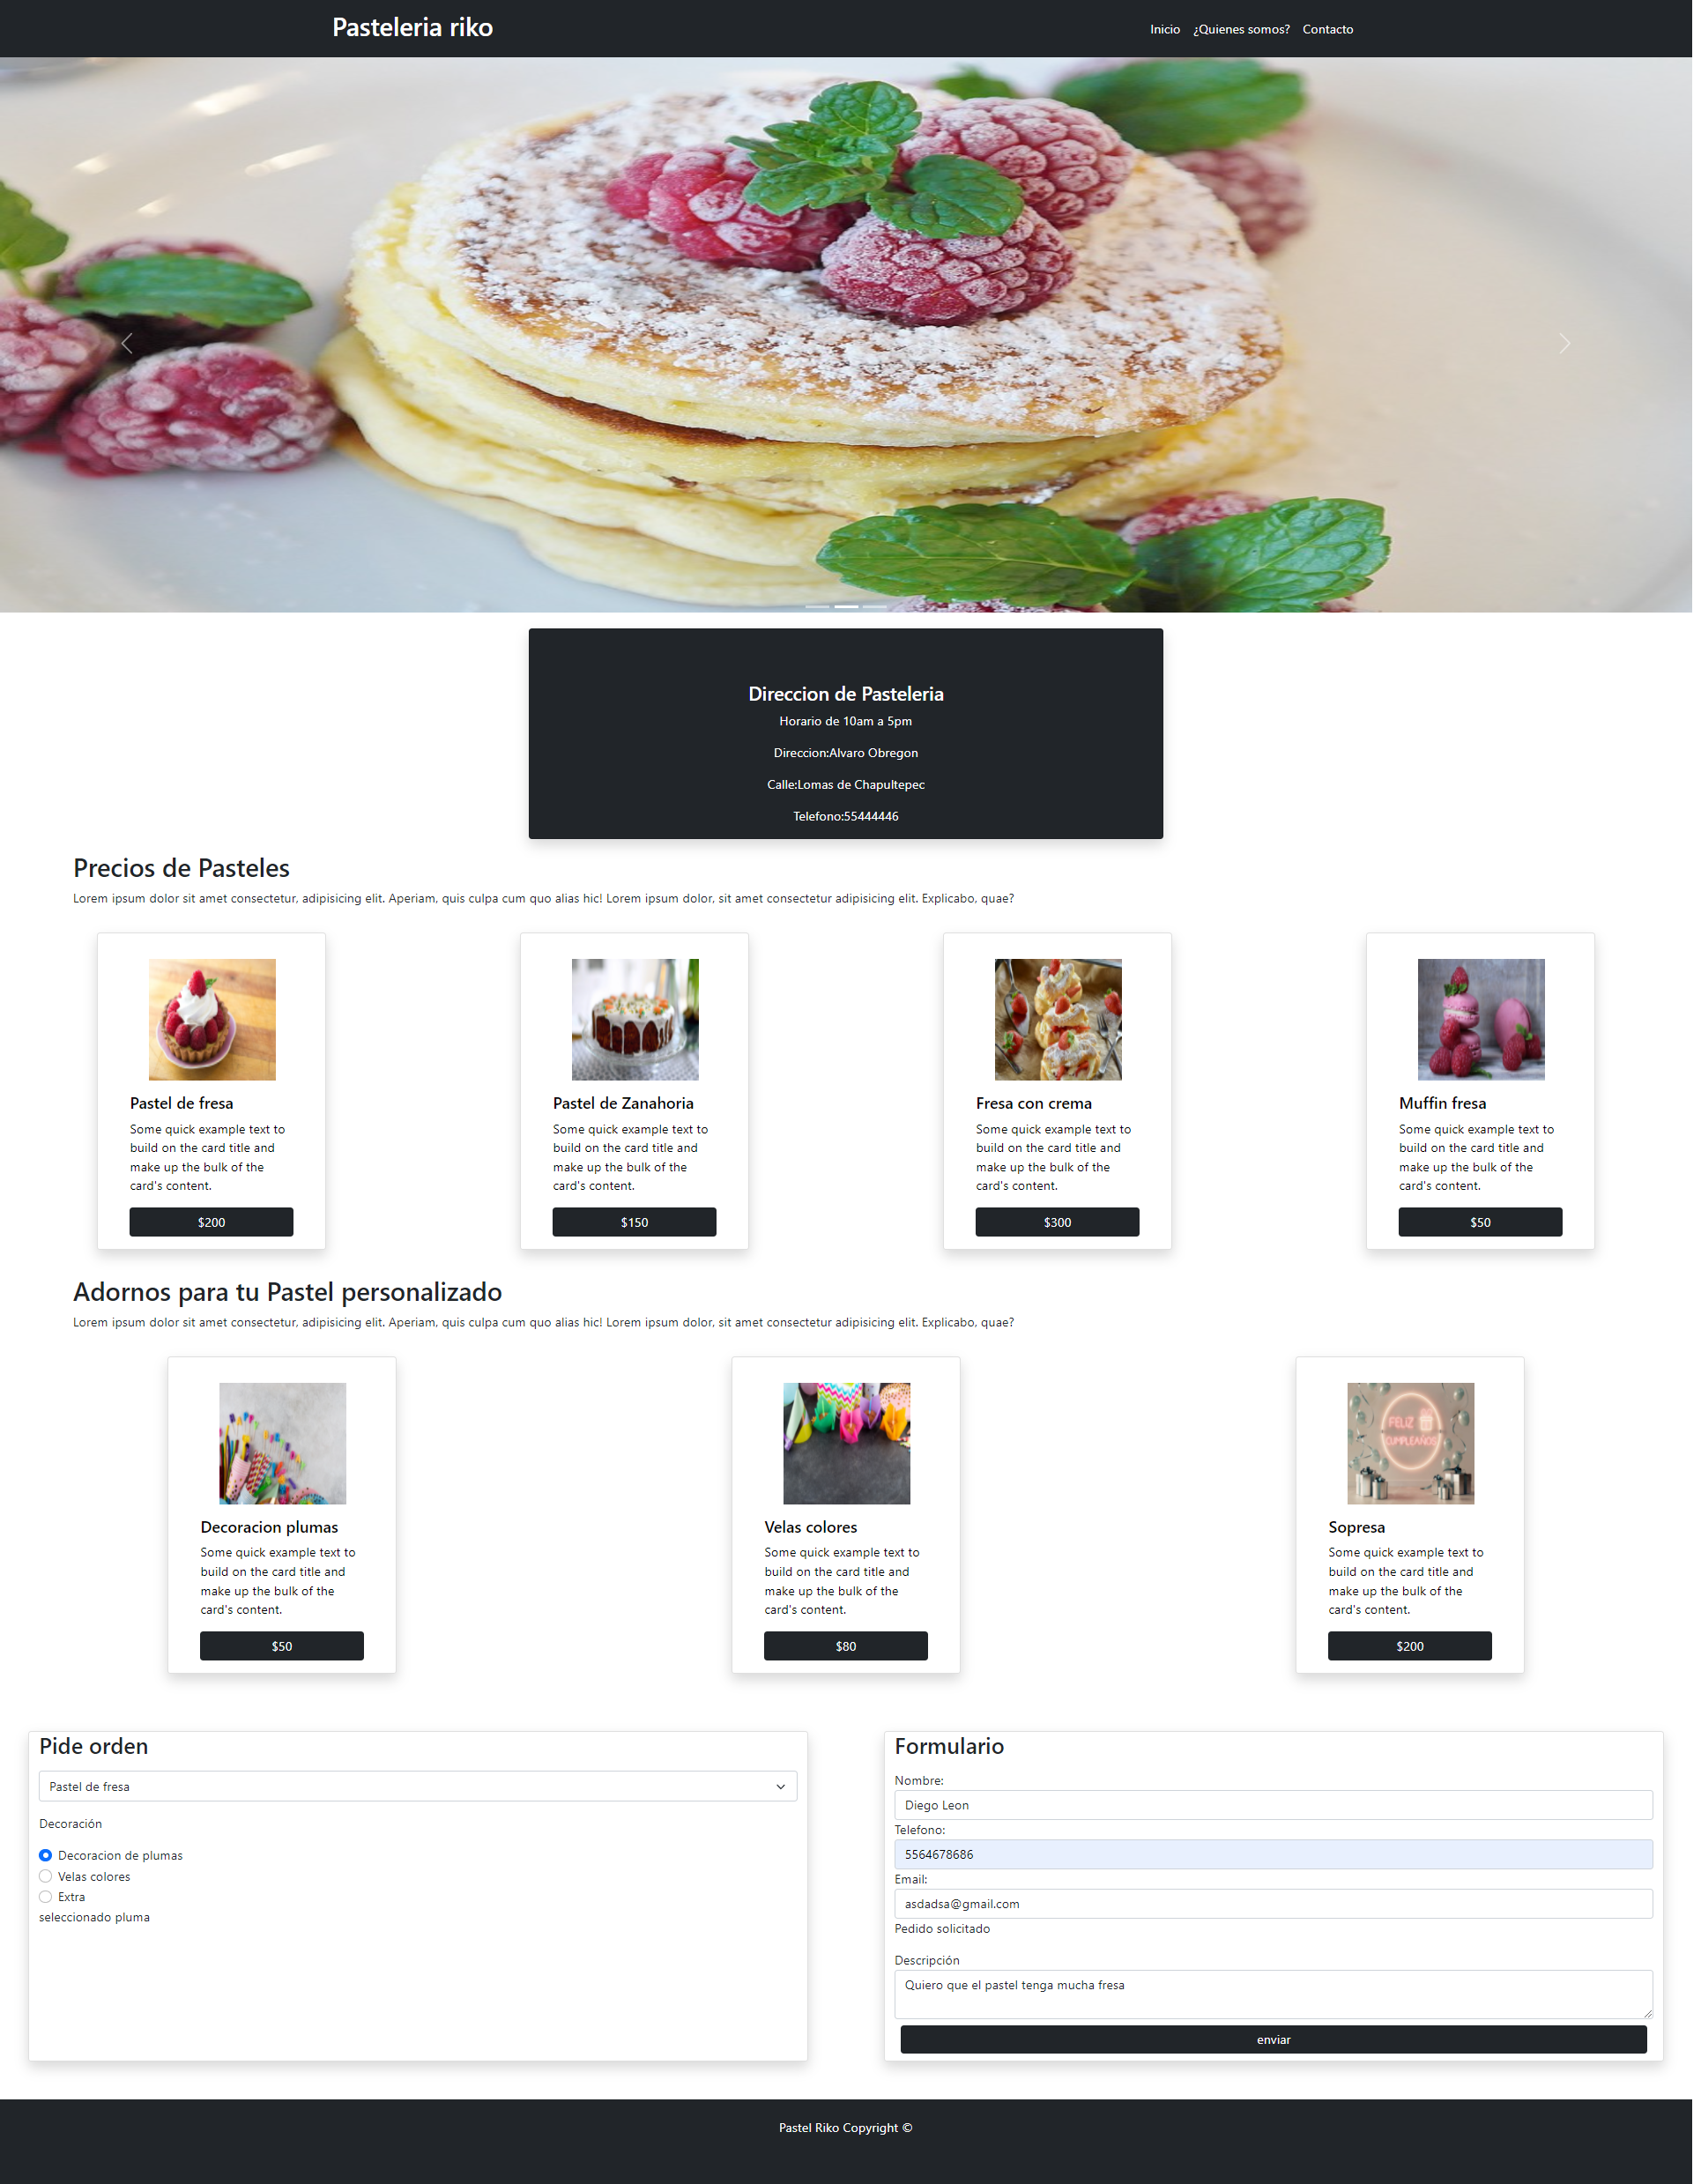 Pasteleria riko
Inicio ¿Quienes somos? Contacto
Direccion de Pasteleria
Horario de 10am a 5pm
Direccion:Alvaro Obregon
Calle:Lomas de Chapultepec
Telefono:55444446
Precios de Pasteles
Lorem ipsum dolor sit amet consectetur, adipisicing elit. Aperiam, quis culpa cum quo alias hic! Lorem ipsum dolor, sit amet consectetur adipisicing elit. Explicabo, quae?
Pastel de fresa
Some quick example text to
build on the card title and
make up the bulk of the
card's content.
$200
Pastel de Zanahoria
Some quick example text to
build on the card title and
make up the bulk of the
card's content.
$150
Fresa con crema
Some quick example text to
build on the card title and
make up the bulk of the
card's content.
$300
Muffin fresa
Some quick example text to
build on the card title and
make up the bulk of the
card's content.
$50
Adornos para tu Pastel personalizado
Lorem ipsum dolor sit amet consectetur, adipisicing elit. Aperiam, quis culpa cum quo alias hic! Lorem ipsum dolor, sit amet consectetur adipisicing elit. Explicabo, quae?
Decoracion plumas
Some quick example text to
build on the card title and
make up the bulk of the
card's content.
$50
Velas colores
Some quick example text to
build on the card title and
make up the bulk of the
card's content.
$80
FELIZ
CUMPLEAÑOS
Sopresa
Some quick example text to
build on the card title and
make up the bulk of the
card's content.
$200
Pide orden
Pastel de fresa
Decoración
Decoracion de plumas
Velas colores
Extra
seleccionado pluma
Formulario
Nombre:
Diego Leon
Telefono:
5564678686
Email:
asdadsa@gmail.com
Pedido solicitado
Descripción
Quiero que el pastel tenga mucha fresa
enviar
Pastel Riko Copyright ©